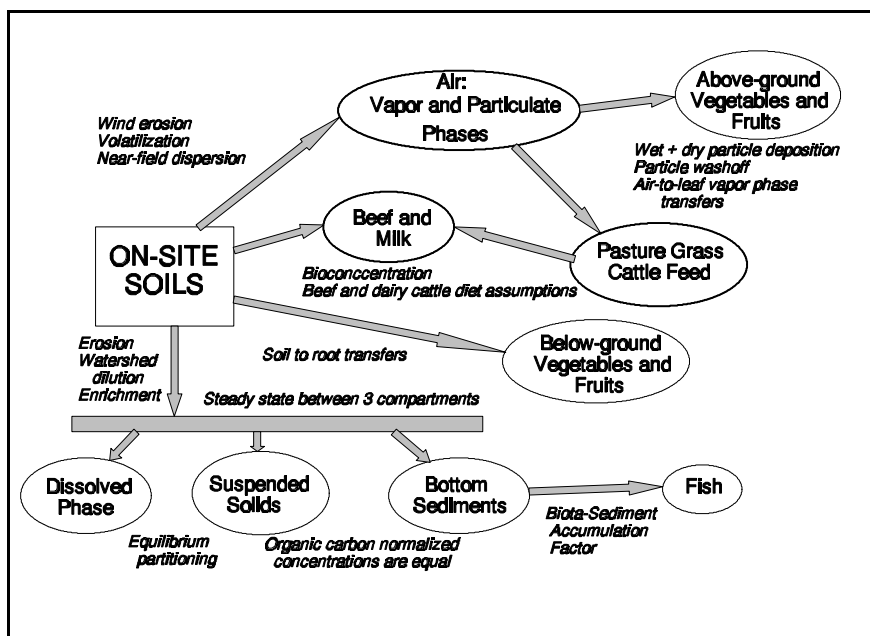 Air:
Vapor and Particulate
Phases
Above-ground
Vegetables and
Fruits
Wind erosion
Volatilization
Near-field dispersion
Wet + dry particle deposition
Particle washoff
Air-to-leaf vapor phase
transfers
Beef and
Milk
ON-SITE
SOILS
Pasture Grass
Cattle Feed
Bioconccentration
Beef and dairy cattle diet assumptions
Erosion
Watershed
dilution
Enrichment
Soil to root transfers
Below-ground
Vegetables and
Fruits
Steady state between 3 compartments
Dissolved
Phase
Suspended
Solids
Bottom
Sediments
Fish
Equilibrium
partitioning
Organic carbon normalized
concentrations are equal
Biota-Sediment
Accumulation
Factor